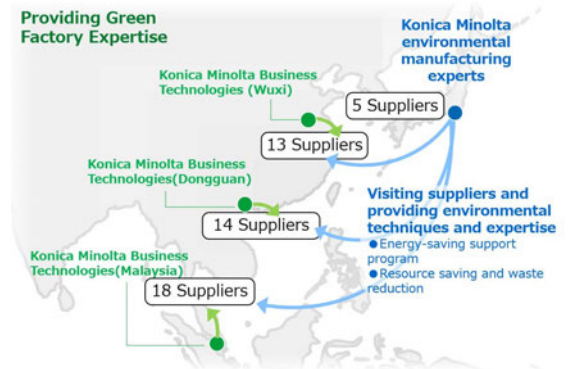 Providing Green
Factory Expertise
Konica Minolta
environmental
manufacturing
experts
Konica Minolta Business
Technologies (Wuxi)
5 Suppliers
13 Suppliers
Konica Minolta Business
Technologies(Dongguan)
14 Suppliers
Visiting suppliers and
providing environmental
techniques and expertise
Energy-saving support
program
Resource saving and waste
reduction
Konica Minolta Business
Technologies(Malaysia)
18 Suppliers